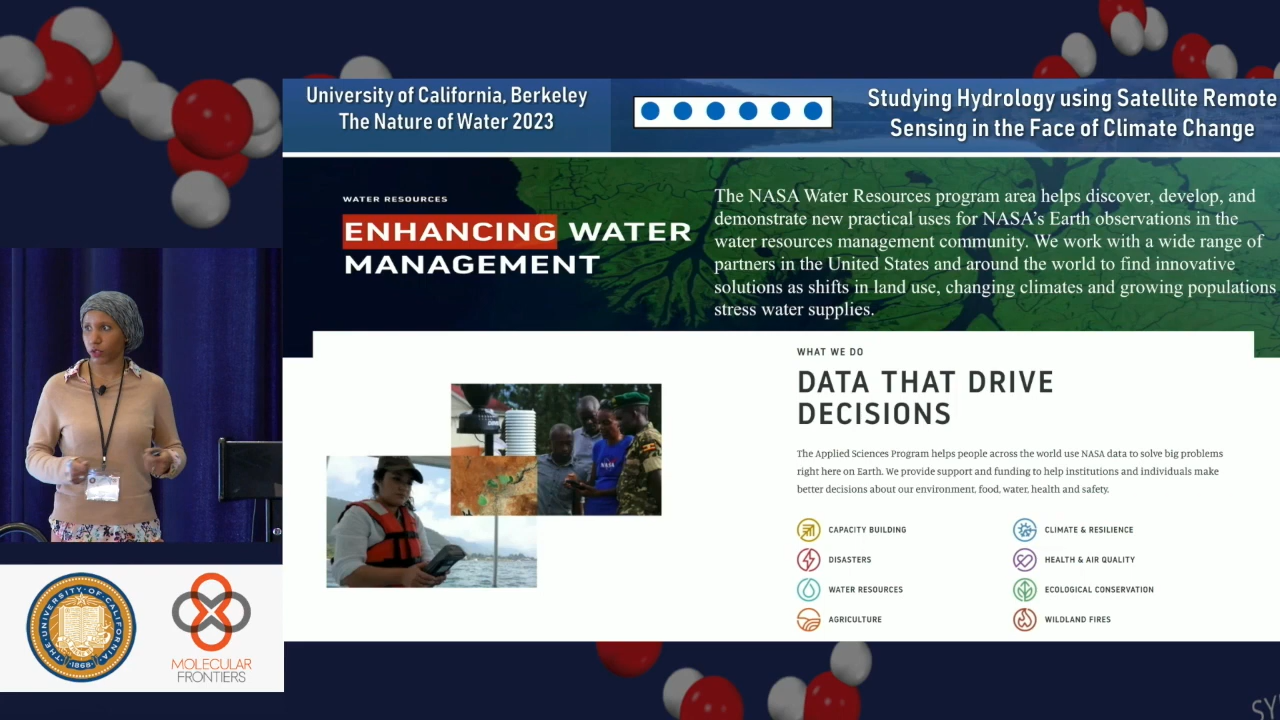 University of California, Berkeley
The Nature of Water 2023
Studying Hydrology using Satellite Remote
Sensing in the Face of Climate Change
WATER RESOURCES
ENHANCING WATER
MANAGEMENT
The NASA Water Resources program area helps discover, develop, and
demonstrate new practical uses for NASA's Earth observations in the
water resources management community. We work with a wide range of
partners in the United States and around the world to find innovative
solutions as shifts in land use, changing climates and growing populations
stress water supplies.
WHAT WE DO
DATA THAT DRIVE
DECISIONS
The Applied Sciences Program helps people across the world use NASA data to solve big problems
right here on Earth. We provide support and funding to help institutions and individuals make
better decisions about our environment, food, water, health and safety.
CAPACITY BUILDING
CLIMATE & RESILIENCE
DISASTERS
HEALTH & AIR QUALITY
WATER RESOURCES
ECOLOGICAL CONSERVATION
AGRICULTURE
WILDLAND FIRES
THE UNIVERSITY OF CALIFORNIA
1868
MOLECULAR
FRONTIERS
SY